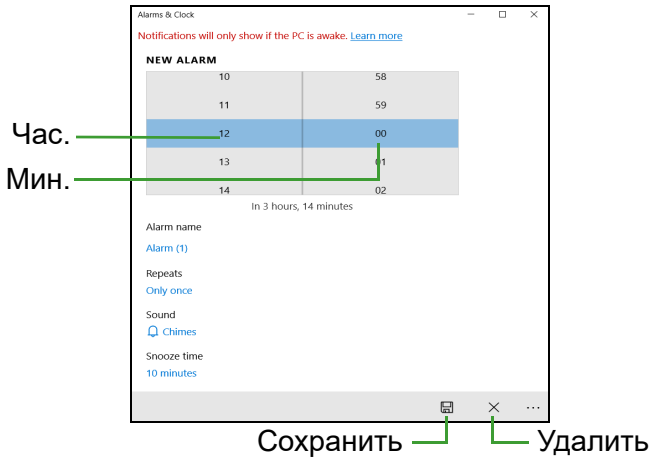 Alarms & Clock
Notifications will only show if the PC is awake. Learn more
NEW ALARM
10 58
11 59
Час. 12 00
13 01
Мин. 14 02
In 3 hours, 14 minutes
Alarm name
Alarm (1)
Repeats
Only once
Sound
Chimes
Snooze time
10 minutes
Сохранить Удалить